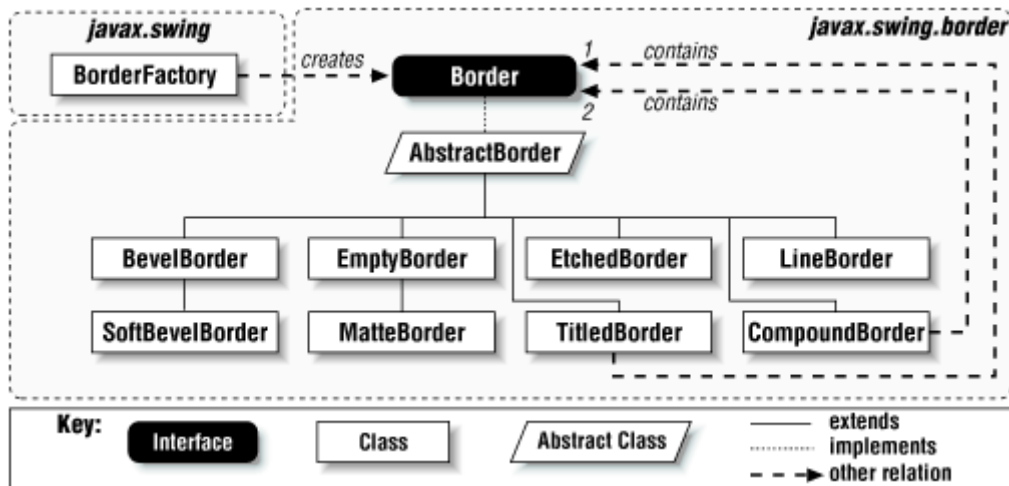 javax.swing
BorderFactory
creates
Border
1
contains
javax.swing.border
2
contains
AbstractBorder
BevelBorder
EmptyBorder
EtchedBorder
LineBorder
SoftBevelBorder
MatteBorder
TitledBorder
CompoundBorder
Key:
Interface
Class
Abstract Class
extends
implements
other relation